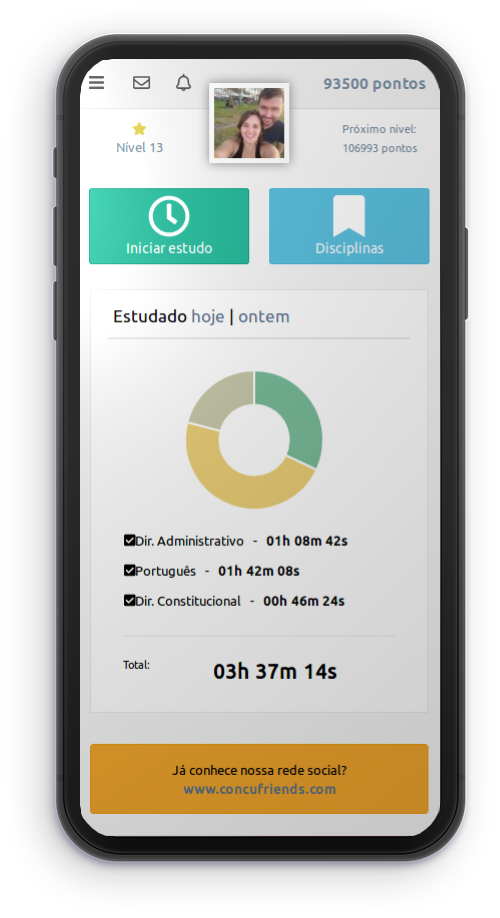 93500 pontos
Nível 13
Próximo nível:
106993 pontos
Iniciar estudo
Disciplinas
Estudado hoje | ontem
Dir. Administrativo - 01h 08m 42s
Português - 01h 42m 08s
Dir. Constitucional - 00h 46m 24s
Total: 03h 37m 14s
Já conhece nossa rede social?
www.concufriends.com